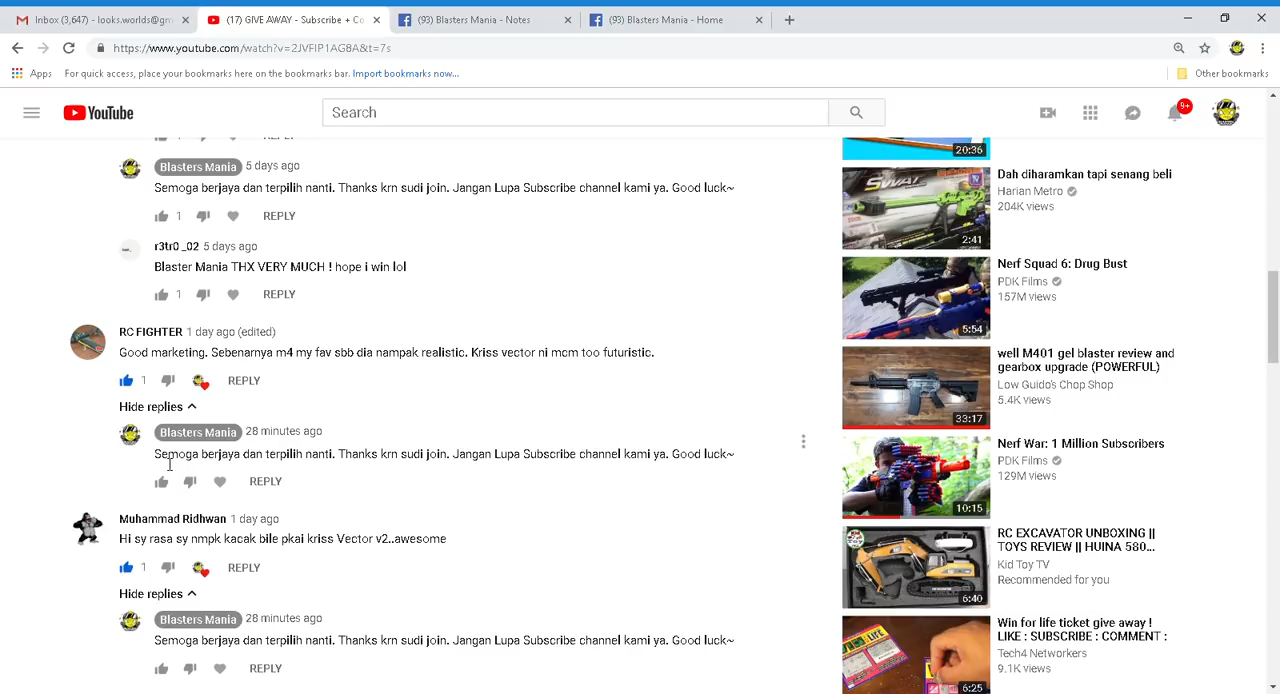 Inbox (3,647) - looks.worlds@gm
(17) GIVE AWAY - Subscribe + Co
(93) Blasters Mania - Notes
(93) Blasters Mania - Home
https://www.youtube.com/watch?v=2JVFIP1AG8A&t=7s
Apps
For quick access, place your bookmarks here on the bookmarks bar. Import bookmarks now...
Other bookmarks
YouTube
Search
9+
Blasters Mania 5 days ago
Semoga berjaya dan terpilih nanti. Thanks krn sudi join. Jangan Lupa Subscribe channel kami ya. Good luck~
1 REPLY
r3tr0_02 5 days ago
Blaster Mania THX VERY MUCH ! hope i win lol
1 REPLY
RC FIGHTER 1 day ago (edited)
Good marketing. Sebenarnya m4 my fav sbb dia nampak realistic. Kriss vector ni mcm too futuristic.
1 REPLY
Hide replies
Blasters Mania 28 minutes ago
Semoga berjaya dan terpilih nanti. Thanks krn sudi join. Jangan Lupa Subscribe channel kami ya. Good luck~
REPLY
Muhammad Ridhwan 1 day ago
Hi sy rasa sy nmpk kacak bile pkai kriss Vector v2..awesome
1 REPLY
Hide replies
Blasters Mania 28 minutes ago
Semoga berjaya dan terpilih nanti. Thanks krn sudi join. Jangan Lupa Subscribe channel kami ya. Good luck~
REPLY
20:36
SWAT
2:41
Dah diharamkan tapi senang beli
Harian Metro
204K views
5:54
Nerf Squad 6: Drug Bust
PDK Films
157M views
33:17
well M401 gel blaster review and
gearbox upgrade (POWERFUL)
Low Guido's Chop Shop
5.4K views
10:15
Nerf War: 1 Million Subscribers
PDK Films
129M views
6:40
RC EXCAVATOR UNBOXING ||
TOYS REVIEW || HUINA 580...
Kid Toy TV
Recommended for you
6:25
Win for life ticket give away !
LIKE : SUBSCRIBE : COMMENT :
Tech4 Networkers
9.1K views